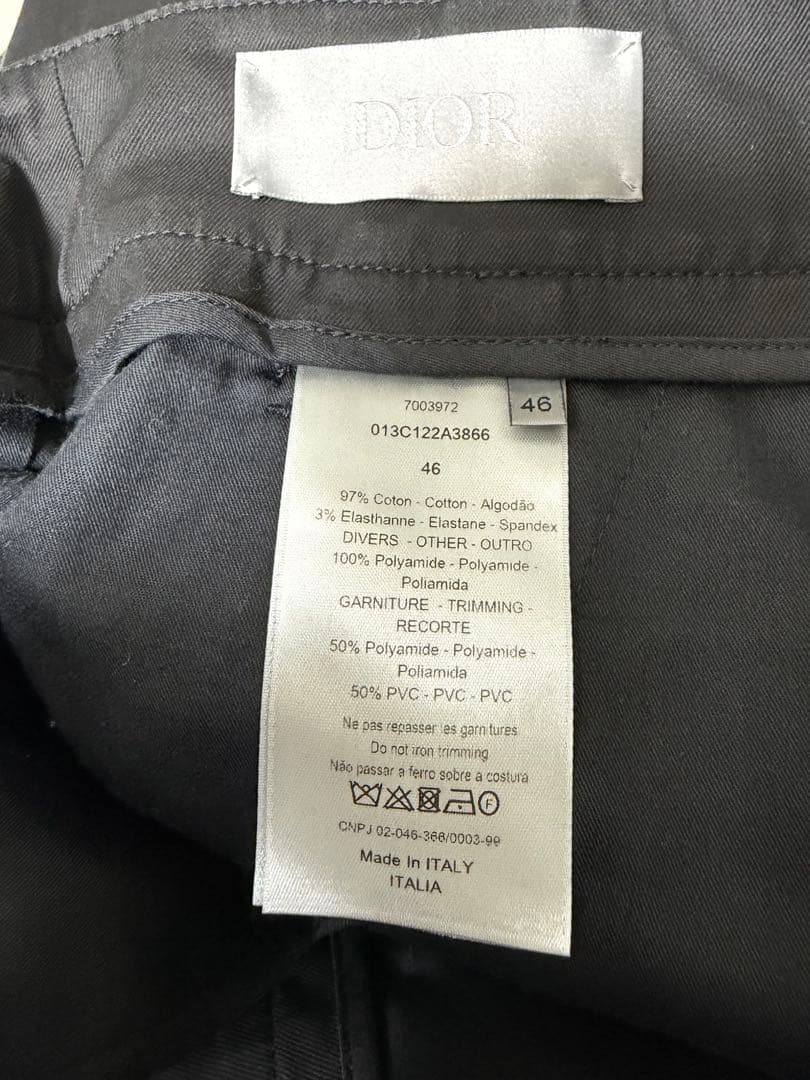 DIOR
46
7003972
013C122A3866
46
97% Coton - Cotton - Algodão
3% Elasthanne - Elastane - Spandex
DIVERS - OTHER - OUTRO
100% Polyamide - Polyamide -
Poliamida
GARNITURE - TRIMMING -
RECORTE
50% Polyamide - Polyamide -
Poliamida
50% PVC - PVC - PVC
Ne pas repasser les garnitures
Do not iron trimming
Não passar a ferro sobre a costura
F
CNPJ 02-046-366/0003-99
Made In ITALY
ITALIA